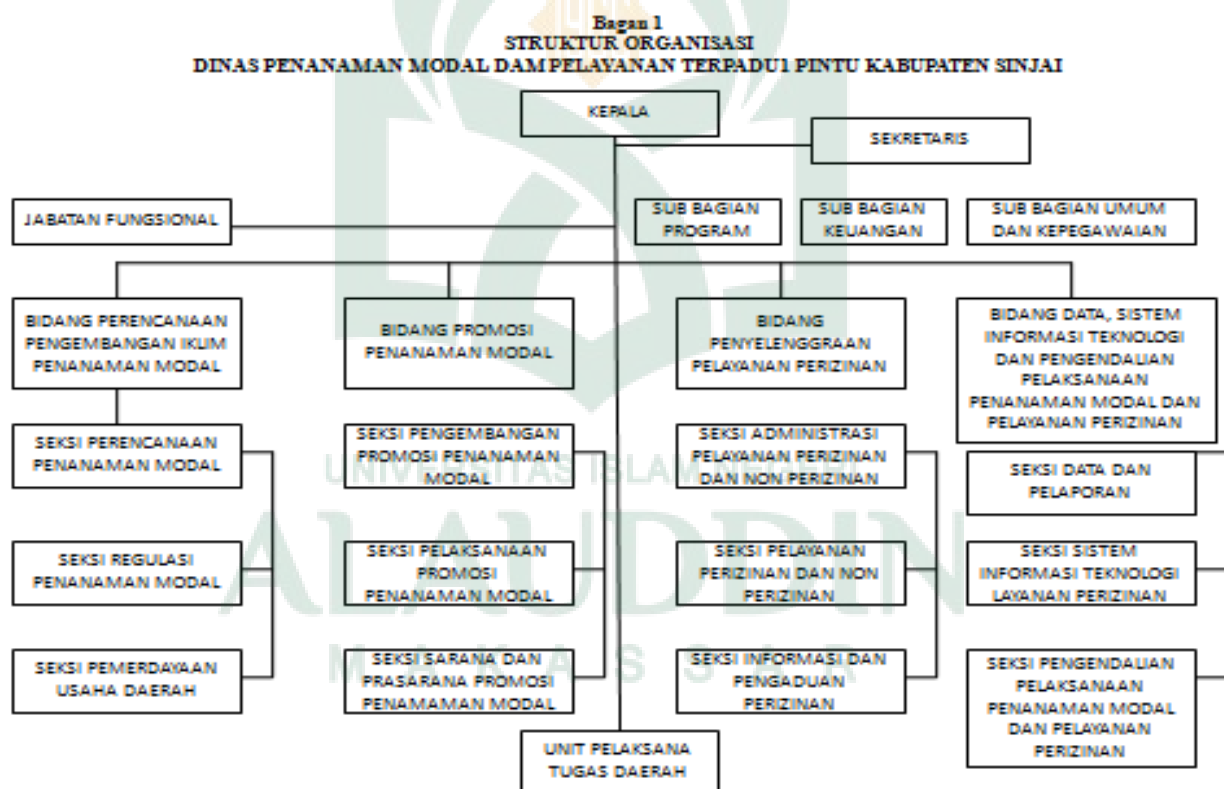 Bagan 1
STRUKTUR ORGANISASI
DINAS PENANAMAN MODAL DAM PELAYANAN TERPADU1 PINTU KABUPATEN SINJAI
KEPALA
SEKRETARIS
JABATAN FUNGSIONAL
SUB BAGIAN
PROGRAM
SUB BAGIAN
KEUANGAN
SUB BAGIAN UMUM
DAN KEPEGAWAIAN
BIDANG PERENCANAAN
PENGEMBANGAN IKLIM
PENANAMAN MODAL
BIDANG PROMOSI
PENANAMAN MODAL
BIDANG
PENYELENGGRAAN
PELAYANAN PERIZINAN
BIDANG DATA, SISTEM
INFORMASI TEKNOLOGI
DAN PENGENDALIAN
PELAKSANAAN
PENANAMAN MODAL DAN
PELAYANAN PERIZINAN
SEKSI PERENCANAAN
PENANAMAN MODAL
SEKSI PENGEMBANGAN
PROMOSI PENANAMAN
MODAL
SEKSI ADMINISTRASI
PELAYANAN PERIZINAN
DAN NON PERIZINAN
SEKSI DATA DAN
PELAPORAN
UNIVERSITAS ISLAM NEGERI
ALAUDDIN
MAKASSAR
SEKSI REGULASI
PENANAMAN MODAL
SEKSI PELAKSANAAN
PROMOSI
PENANAMAN MODAL
SEKSI PELAYANAN
PERIZINAN DAN NON
PERIZINAN
SEKSI SISTEM
INFORMASI TEKNOLOGI
LAYANAN PERIZINAN
SEKSI PEMERDAYAAN
USAHA DAERAH
SEKSI SARANA DAN
PRASARANA PROMOSI
PENAMAMAN MODAL
SEKSI INFORMASI DAN
PENGADUAN
PERIZINAN
SEKSI PENGENDALIAN
PELAKSANAAN
PENANAMAN MODAL
DAN PELAYANAN
PERIZINAN
UNIT PELAKSANA
TUGAS DAERAH